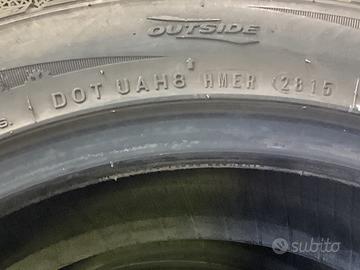 OUTSIDE
DOT UAH8 HMER (2815
s.
subito